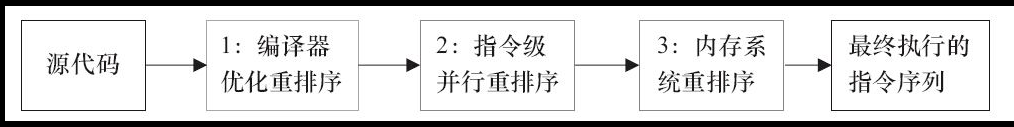 源代码
1：编译器
优化重排序
2：指令级
并行重排序
3：内存系
统重排序
最终执行的
指令序列